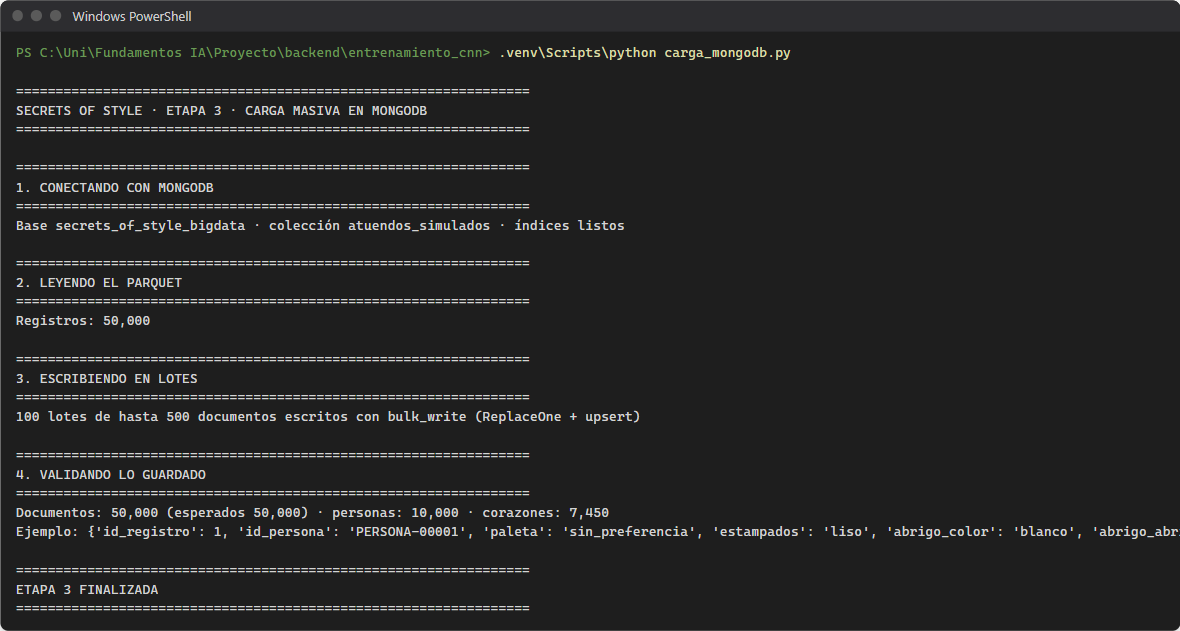 Windows PowerShell
PS C:\Uni\Fundamentos IA\Proyecto\backend\entrenamiento_cnn> .venv\Scripts\python carga_mongodb.py
=================================================================
SECRETS OF STYLE · ETAPA 3 · CARGA MASIVA EN MONGODB
=================================================================
=================================================================
1. CONECTANDO CON MONGODB
=================================================================
Base secrets_of_style_bigdata · colección atuendos_simulados · índices listos
=================================================================
2. LEYENDO EL PARQUET
=================================================================
Registros: 50,000
=================================================================
3. ESCRIBIENDO EN LOTES
=================================================================
100 lotes de hasta 500 documentos escritos con bulk_write (ReplaceOne + upsert)
=================================================================
4. VALIDANDO LO GUARDADO
=================================================================
Documentos: 50,000 (esperados 50,000) · personas: 10,000 · corazones: 7,450
Ejemplo: {'id_registro': 1, 'id_persona': 'PERSONA-00001', 'paleta': 'sin_preferencia', 'estampados': 'liso', 'abrigo_color': 'blanco', 'abrigo_abr
=================================================================
ETAPA 3 FINALIZADA
=================================================================